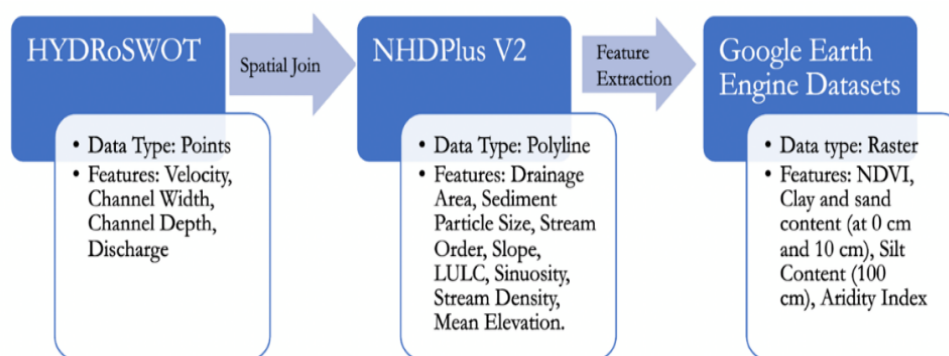 HYDRoSWOT
• Data Type: Points
• Features: Velocity,
Channel Width,
Channel Depth,
Discharge
Spatial Join
NHDPlus V2
• Data Type: Polyline
• Features: Drainage
Area, Sediment
Particle Size, Stream
Order, Slope,
LULC, Sinuosity,
Stream Density,
Mean Elevation.
Feature
Extraction
Google Earth
Engine Datasets
• Data type: Raster
• Features: NDVI,
Clay and sand
content (at 0 cm
and 10 cm), Silt
Content (100
cm), Aridity Index